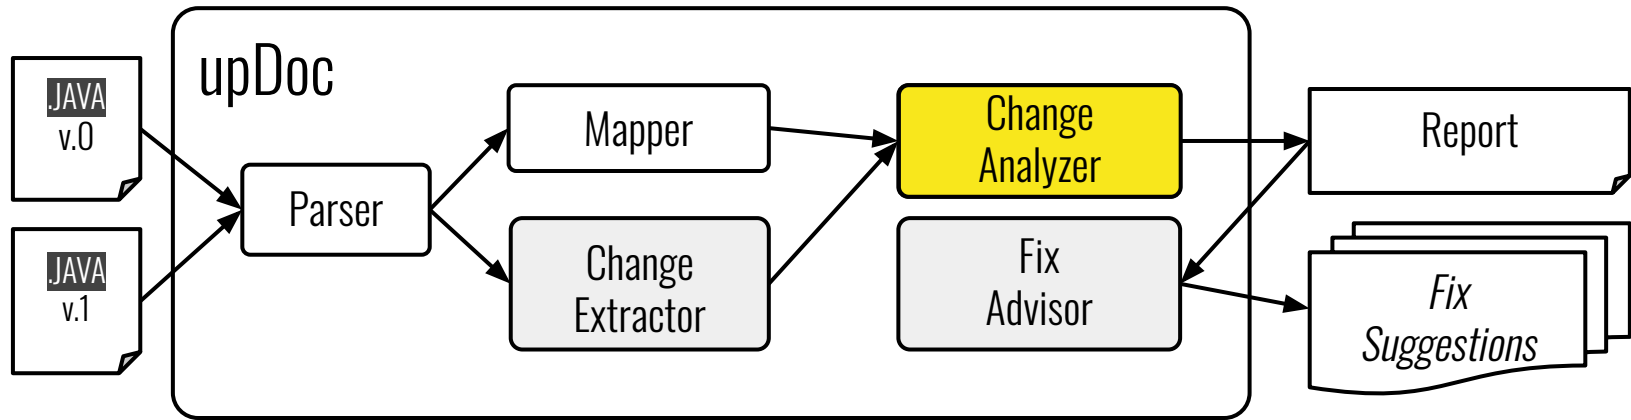 upDoc
.JAVA
v.0
.JAVA
v.1
Parser
Mapper
Change
Extractor
Change
Analyzer
Fix
Advisor
Report
Fix
Suggestions